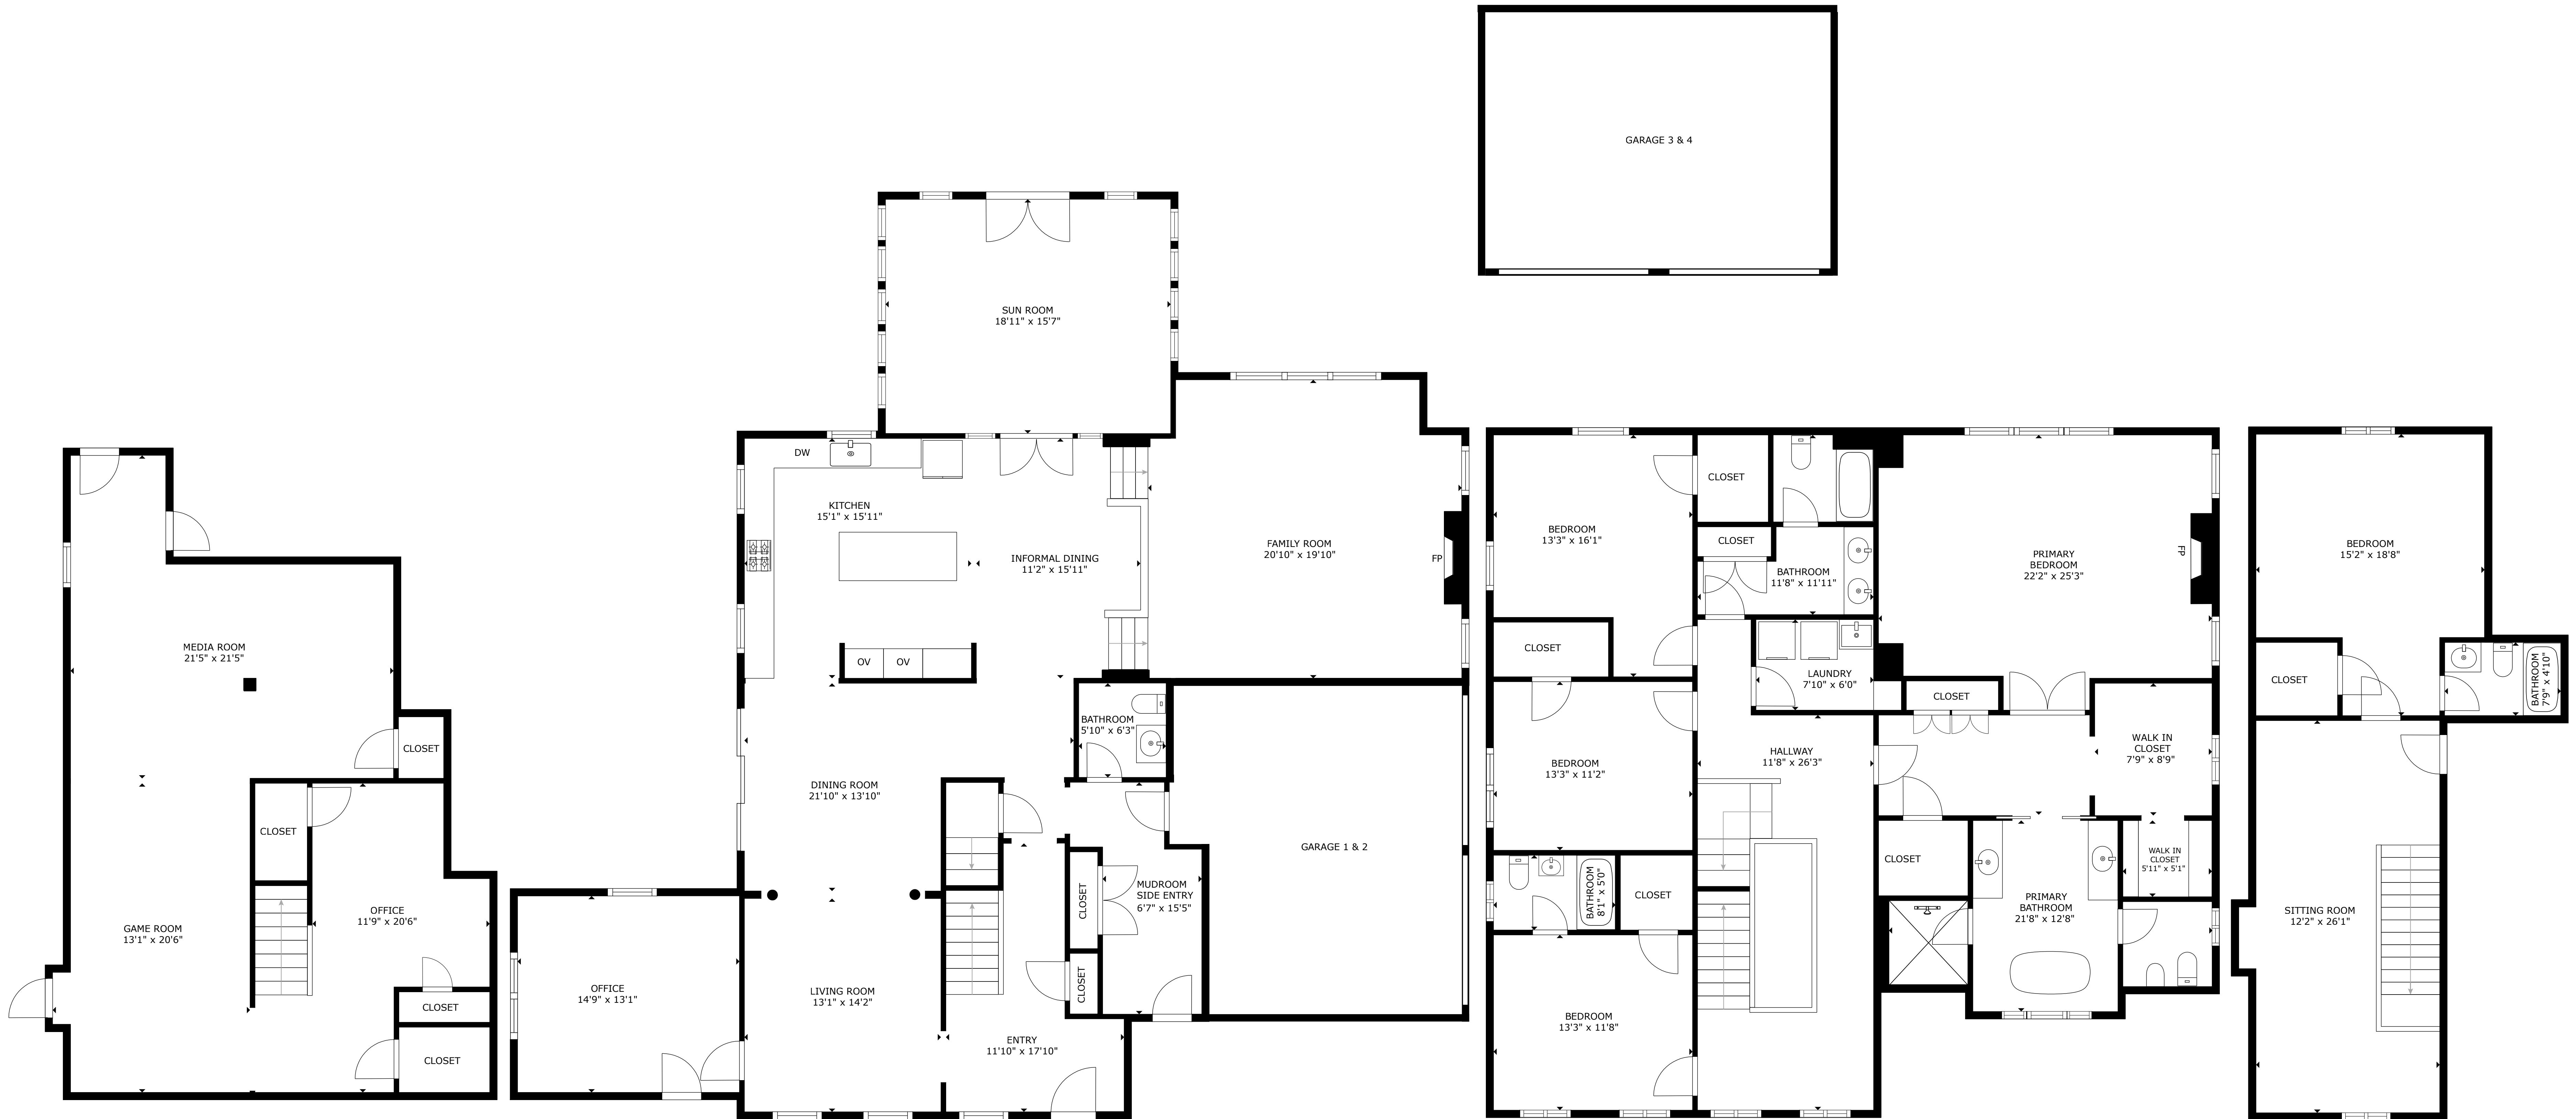 GARAGE 3 & 4
SUN ROOM
18'11" x 15'7"
DW
KITCHEN
15'1" x 15'11"
INFORMAL DINING
11'2" x 15'11"
FAMILY ROOM
20'10" x 19'10"
FP
OV
OV
BATHROOM
5'10" x 6'3"
DINING ROOM
21'10" x 13'10"
GARAGE 1 & 2
CLOSET
MUDROOM
SIDE ENTRY
6'7" x 15'5"
CLOSET
OFFICE
14'9" x 13'1"
LIVING ROOM
13'1" x 14'2"
ENTRY
11'10" x 17'10"
MEDIA ROOM
21'5" x 21'5"
CLOSET
CLOSET
OFFICE
11'9" x 20'6"
GAME ROOM
13'1" x 20'6"
CLOSET
CLOSET
BEDROOM
13'3" x 16'1"
CLOSET
CLOSET
BATHROOM
11'8" x 11'11"
PRIMARY
BEDROOM
22'2" x 25'3"
FP
CLOSET
LAUNDRY
7'10" x 6'0"
CLOSET
HALLWAY
11'8" x 26'3"
WALK IN
CLOSET
7'9" x 8'9"
BEDROOM
13'3" x 11'2"
CLOSET
WALK IN
CLOSET
5'11" x 5'1"
BATHROOM
8'1" x 5'0"
CLOSET
PRIMARY
BATHROOM
21'8" x 12'8"
BEDROOM
13'3" x 11'8"
BEDROOM
15'2" x 18'8"
CLOSET
BATHROOM
7'9" x 4'10"
SITTING ROOM
12'2" x 26'1"